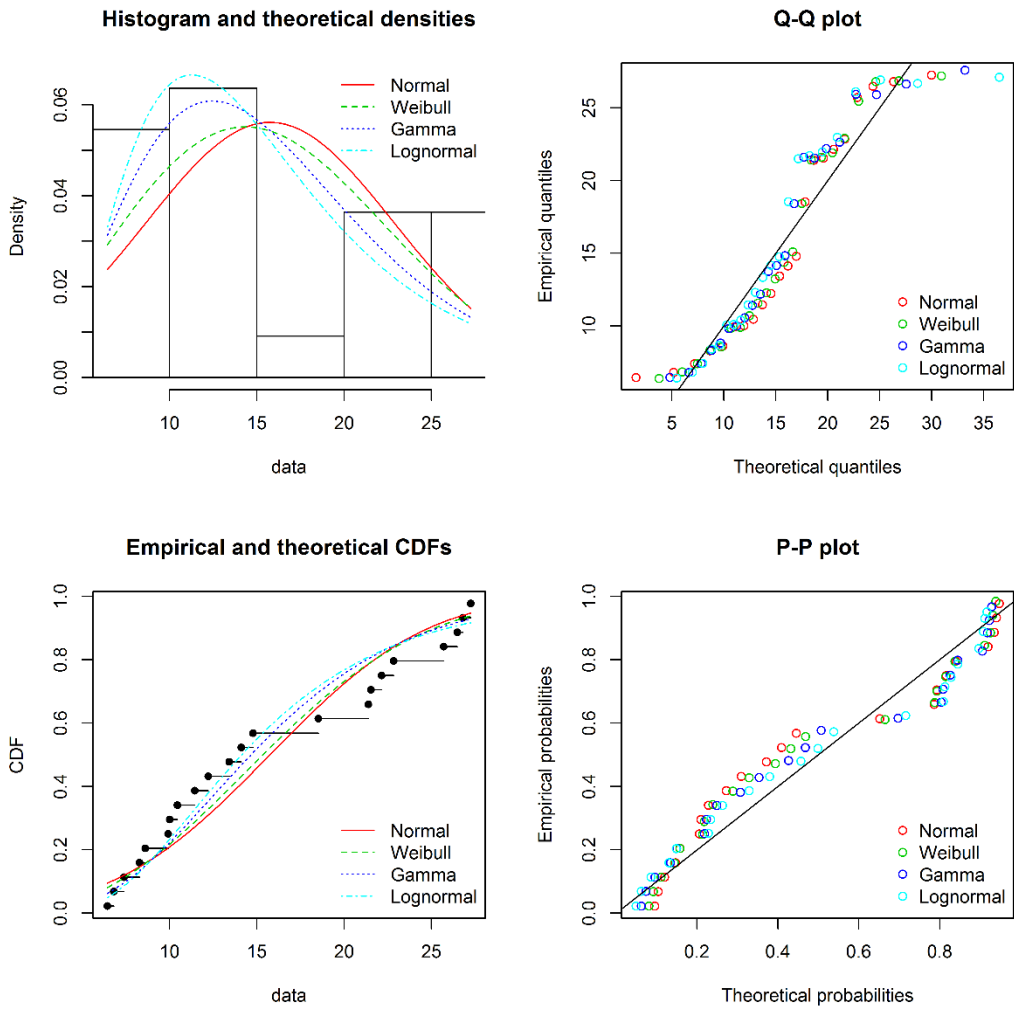 Histogram and theoretical densities
Density
0.00
0.02
0.04
0.06
Normal
Weibull
Gamma
Lognormal
10
15
20
25
data
Q-Q plot
Empirical quantiles
10
15
20
25
Normal
Weibull
Gamma
Lognormal
5
10
15
20
25
30
35
Theoretical quantiles
Empirical and theoretical CDFs
CDF
0.0
0.2
0.4
0.6
0.8
1.0
Normal
Weibull
Gamma
Lognormal
10
15
20
25
data
P-P plot
Empirical probabilities
0.0
0.2
0.4
0.6
0.8
1.0
Normal
Weibull
Gamma
Lognormal
0.2
0.4
0.6
0.8
Theoretical probabilities